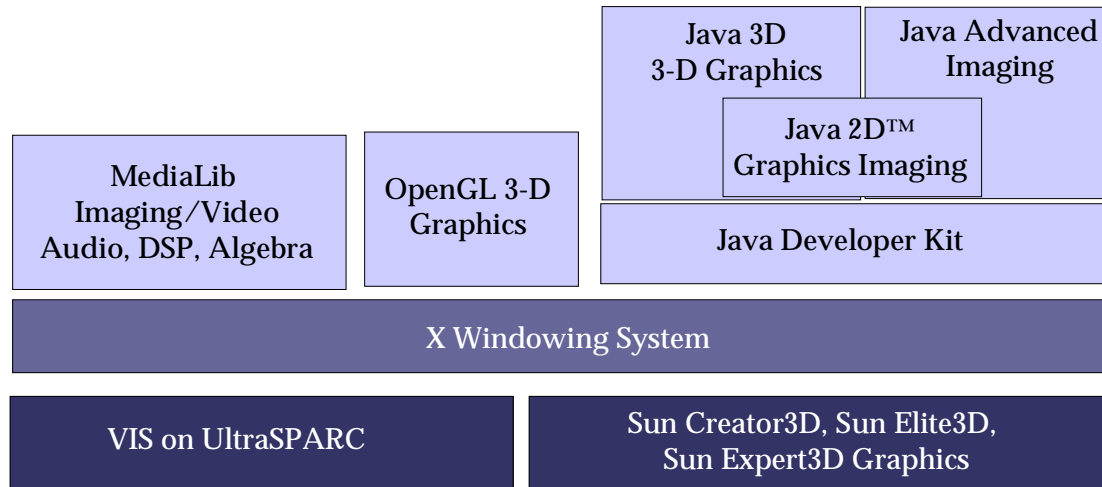 Java 3D
3-D Graphics
Java Advanced
Imaging
Java 2D™
Graphics Imaging
MediaLib
Imaging/Video
Audio, DSP, Algebra
OpenGL 3-D
Graphics
Java Developer Kit
X Windowing System
VIS on UltraSPARC
Sun Creator3D, Sun Elite3D,
Sun Expert3D Graphics